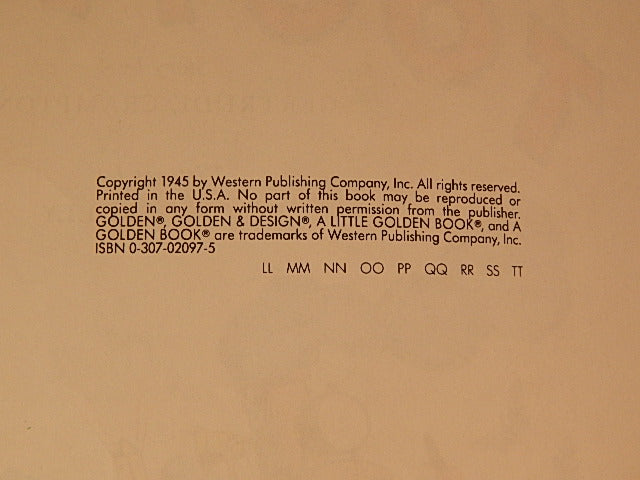 Copyright 1945 by Western Publishing Company, Inc. All rights reserved.
Printed in the U.S.A. No part of this book may be reproduced or
copied in any form without written permission from the publisher.
GOLDEN®, GOLDEN & DESIGN®, A LITTLE GOLDEN BOOK®, and A
GOLDEN BOOK® are trademarks of Western Publishing Company, Inc.
ISBN 0-307-02097-5
LL MM NN OO PP QQ RR SS TT